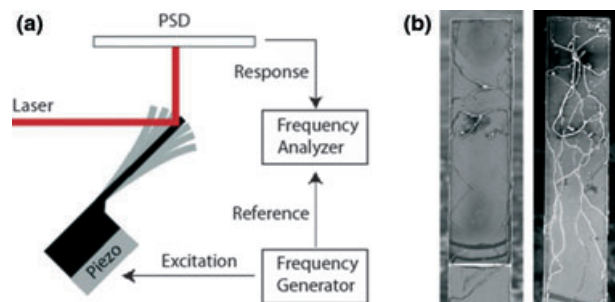 (a)
PSD
Response
Laser
Frequency
Analyzer
Reference
Piezo
Excitation
Frequency
Generator
(b)